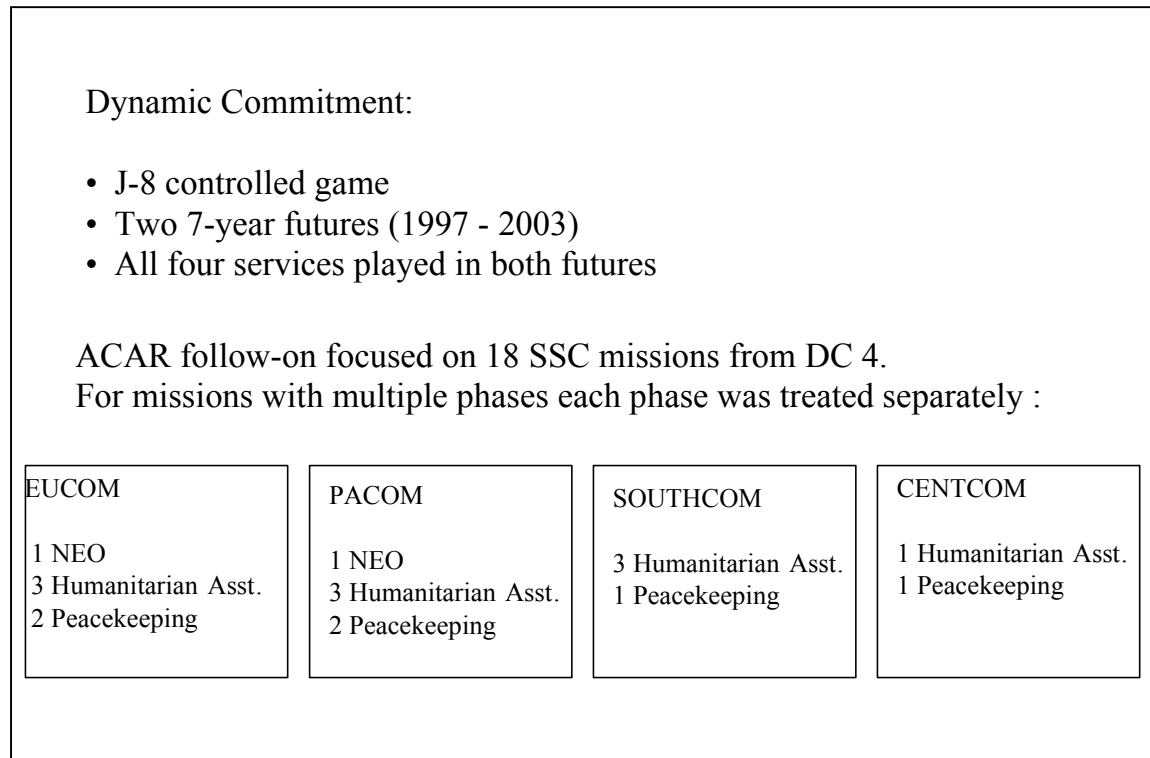 Dynamic Commitment:
• J-8 controlled game
• Two 7-year futures (1997 - 2003)
• All four services played in both futures
ACAR follow-on focused on 18 SSC missions from DC 4.
For missions with multiple phases each phase was treated separately :
EUCOM
1 NEO
3 Humanitarian Asst.
2 Peacekeeping
PACOM
1 NEO
3 Humanitarian Asst.
2 Peacekeeping
SOUTHCOM
3 Humanitarian Asst.
1 Peacekeeping
CENTCOM
1 Humanitarian Asst.
1 Peacekeeping